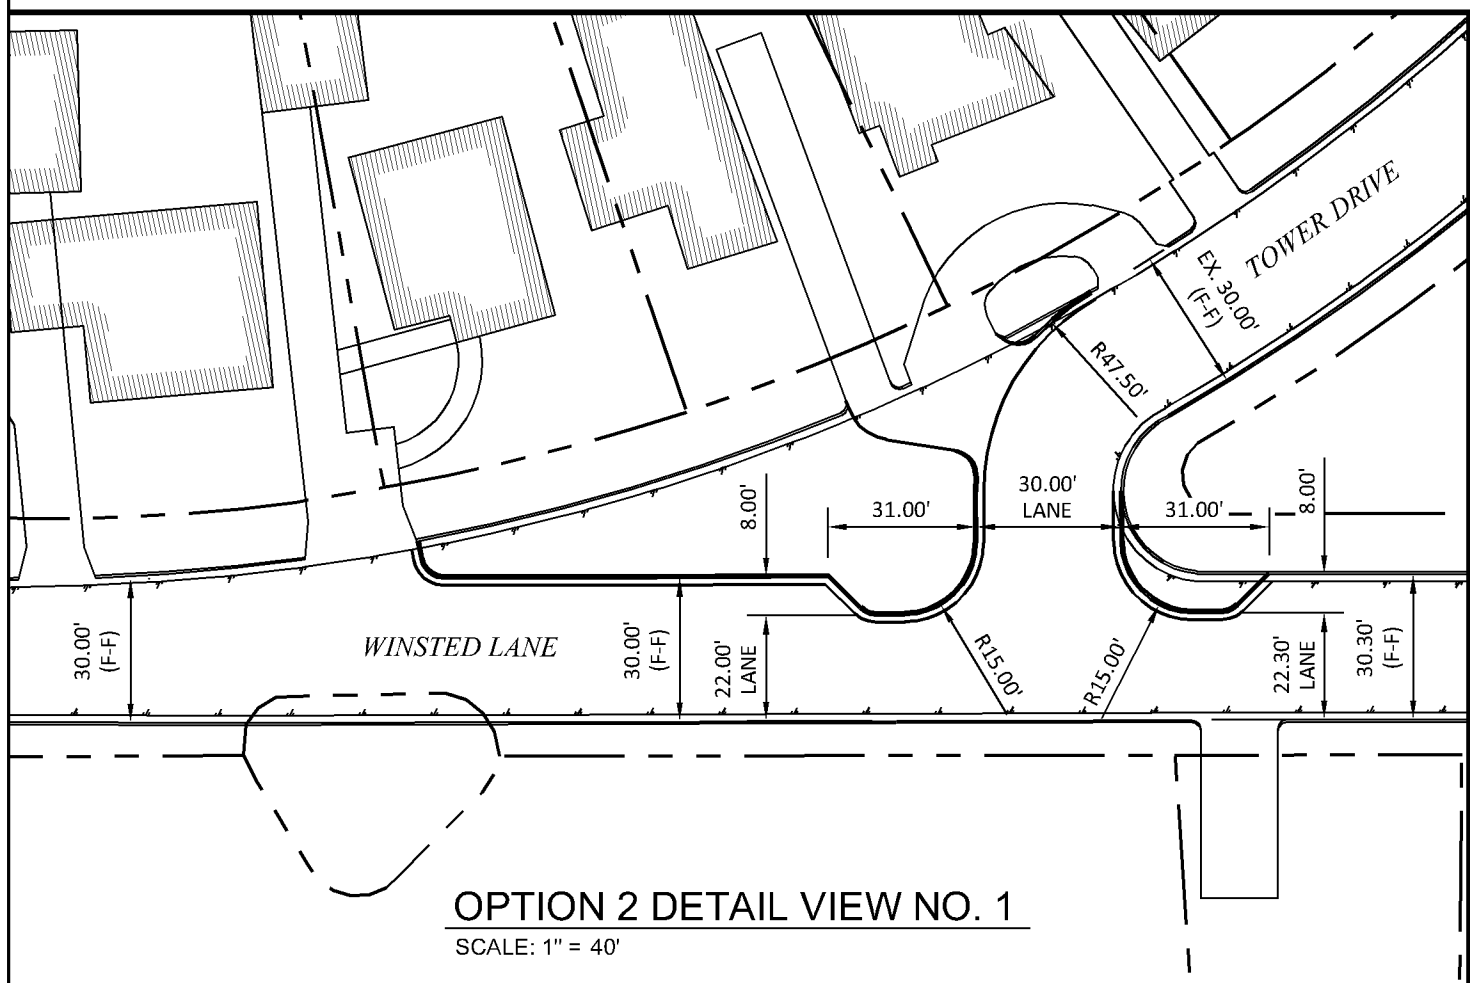 TOWER DRIVE
EX. 30.00'
(F-F)
R47.50'
8.00'
31.00'
30.00'
LANE
31.00'
8.00'
30.00'
(F-F)
WINSTED LANE
30.00'
(F-F)
22.00'
LANE
R15.00'
R15.00'
22.30'
LANE
30.30'
(F-F)
OPTION 2 DETAIL VIEW NO. 1
SCALE: 1" = 40'